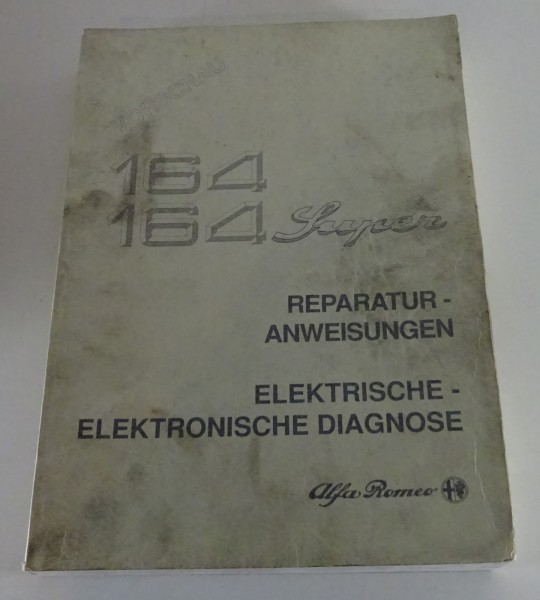 164
164 Super
REPARATUR -
ANWEISUNGEN
ELEKTRISCHE -
ELEKTRONISCHE DIAGNOSE
Alfa Romeo